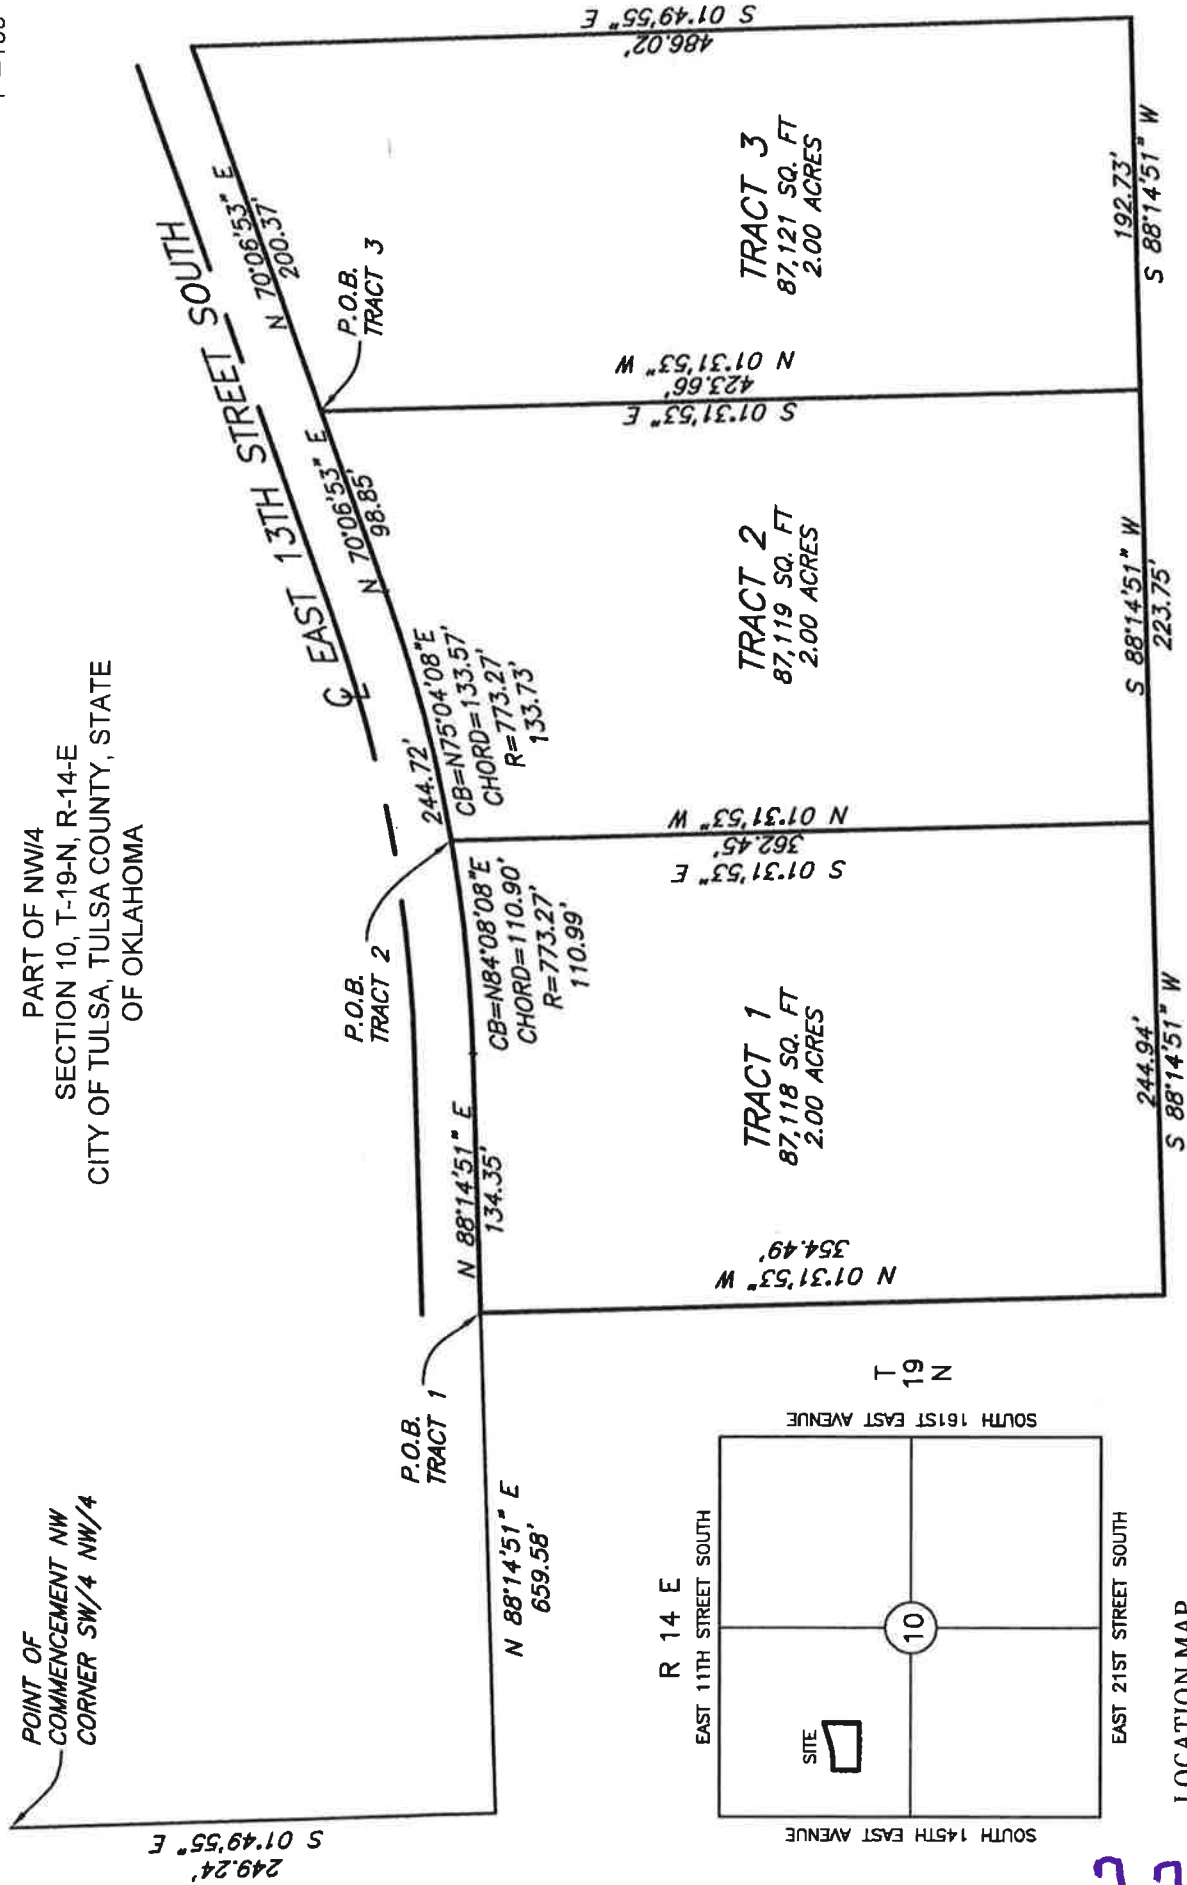 PART OF NW/4
SECTION 10, T-19-N, R-14-E
CITY OF TULSA, TULSA COUNTY, STATE
OF OKLAHOMA
POINT OF
COMMENCEMENT NW
CORNER SW/4 NW/4
S 01°49'55" E
249.24'
N 88°14'51" E
659.58'
P.O.B.
TRACT 1
N 88°14'51" E
134.35'
P.O.B.
TRACT 2
CB=N84°08'08"E
CHORD=110.90'
R=773.27'
110.99'
244.72'
CB=N75°04'08"E
CHORD=133.57'
R=773.27'
133.73'
℄ EAST 13TH STREET SOUTH
N 70°06'53" E
98.85'
P.O.B.
TRACT 3
N 70°06'53" E
200.37'
S 01°49'55" E
486.02'
N 01°31'53" W
354.49'
TRACT 1
87,118 SQ. FT
2.00 ACRES
S 01°31'53" E
362.45'
N 01°31'53" W
TRACT 2
87,119 SQ. FT
2.00 ACRES
S 01°31'53" E
423.66'
N 01°31'53" W
TRACT 3
87,121 SQ. FT
2.00 ACRES
244.94'
S 88°14'51" W
S 88°14'51" W
223.75'
192.73'
S 88°14'51" W
R 14 E
EAST 11TH STREET SOUTH
SOUTH 145TH EAST AVENUE
SITE
10
SOUTH 161ST EAST AVENUE
T
19
N
EAST 21ST STREET SOUTH
LOCATION MAP